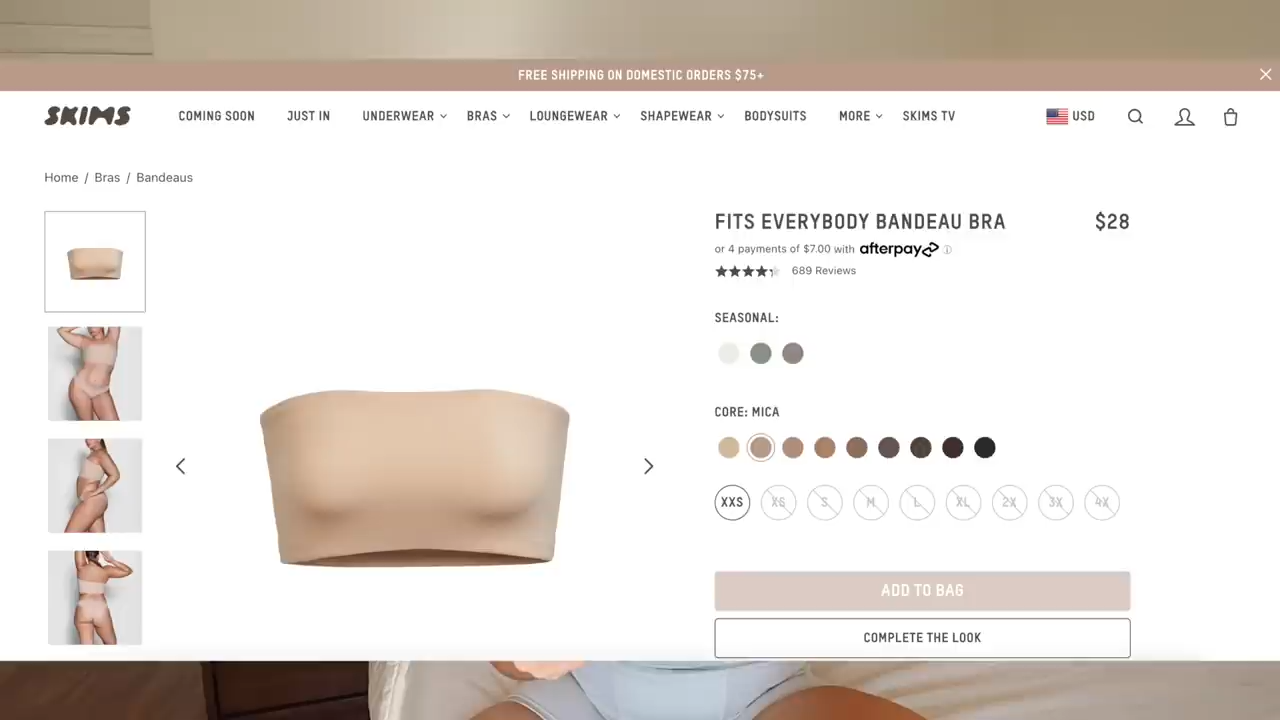 FREE SHIPPING ON DOMESTIC ORDERS $75+
SKIMS
COMING SOON JUST IN UNDERWEAR BRAS LOUNGEWEAR SHAPEWEAR BODYSUITS MORE SKIMS TV USD
Home / Bras / Bandeaus
FITS EVERYBODY BANDEAU BRA $28
or 4 payments of $7.00 with afterpay
689 Reviews
SEASONAL:
CORE: MICA
XXS XS S M L XL 2X 3X 4X
ADD TO BAG
COMPLETE THE LOOK